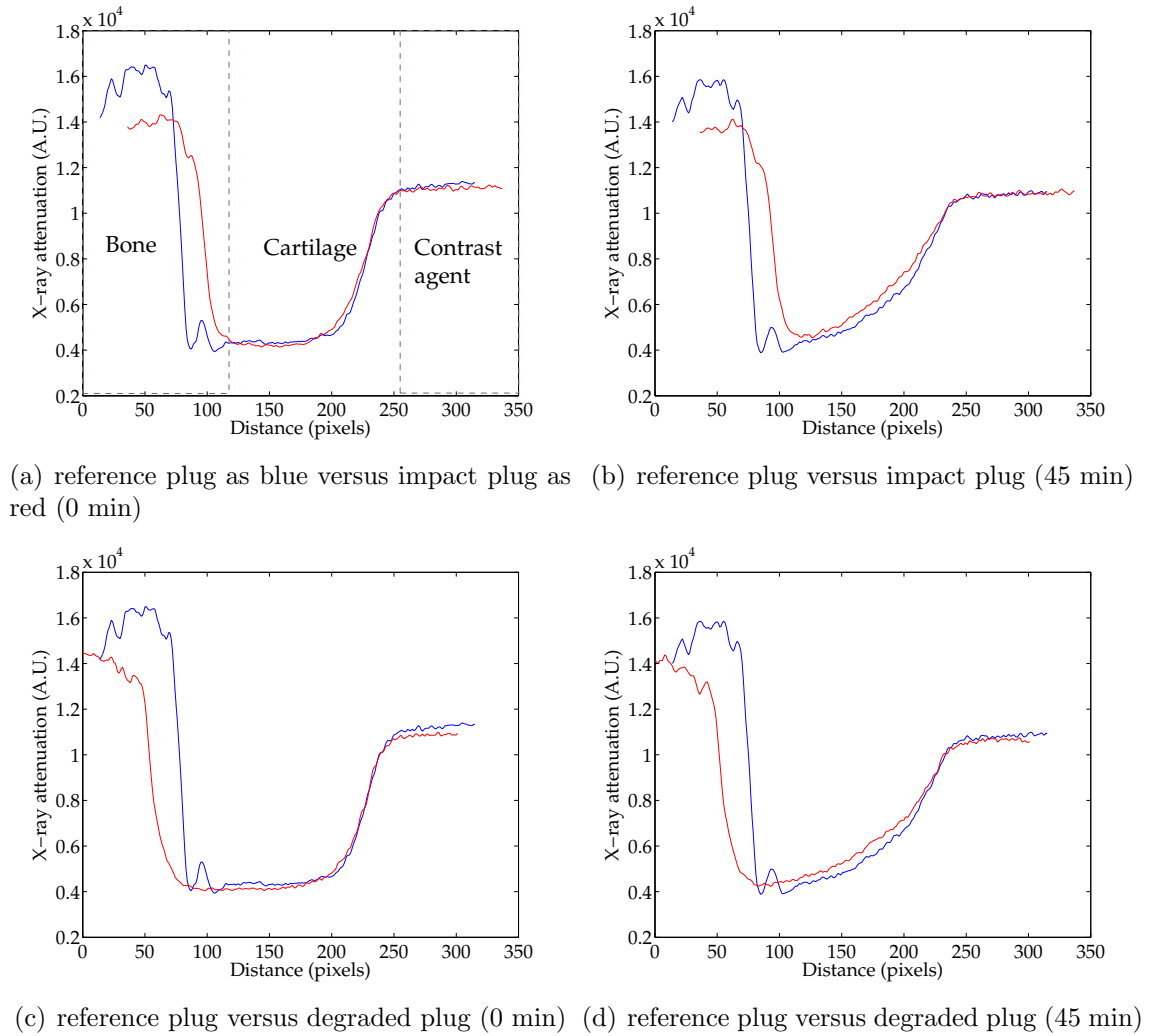 x 10⁴
1.8
1.6
1.4
1.2
1
0.8
0.6
0.4
0.2
0 50 100 150 200 250 300 350
X-ray attenuation (A.U.)
Distance (pixels)
Bone
Cartilage
Contrast
agent
x 10⁴
1.8
1.6
1.4
1.2
1
0.8
0.6
0.4
0.2
0 50 100 150 200 250 300 350
X-ray attenuation (A.U.)
Distance (pixels)
(a) reference plug as blue versus impact plug as
red (0 min)
(b) reference plug versus impact plug (45 min)
x 10⁴
1.8
1.6
1.4
1.2
1
0.8
0.6
0.4
0.2
0 50 100 150 200 250 300 350
X-ray attenuation (A.U.)
Distance (pixels)
x 10⁴
1.8
1.6
1.4
1.2
1
0.8
0.6
0.4
0.2
0 50 100 150 200 250 300 350
X-ray attenuation (A.U.)
Distance (pixels)
(c) reference plug versus degraded plug (0 min)
(d) reference plug versus degraded plug (45 min)